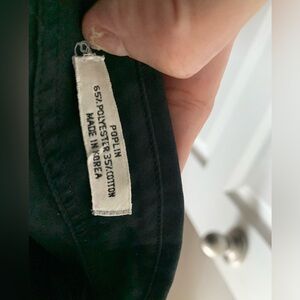 POPLIN
65% POLYESTER 35% COTTON
MADE IN KOREA